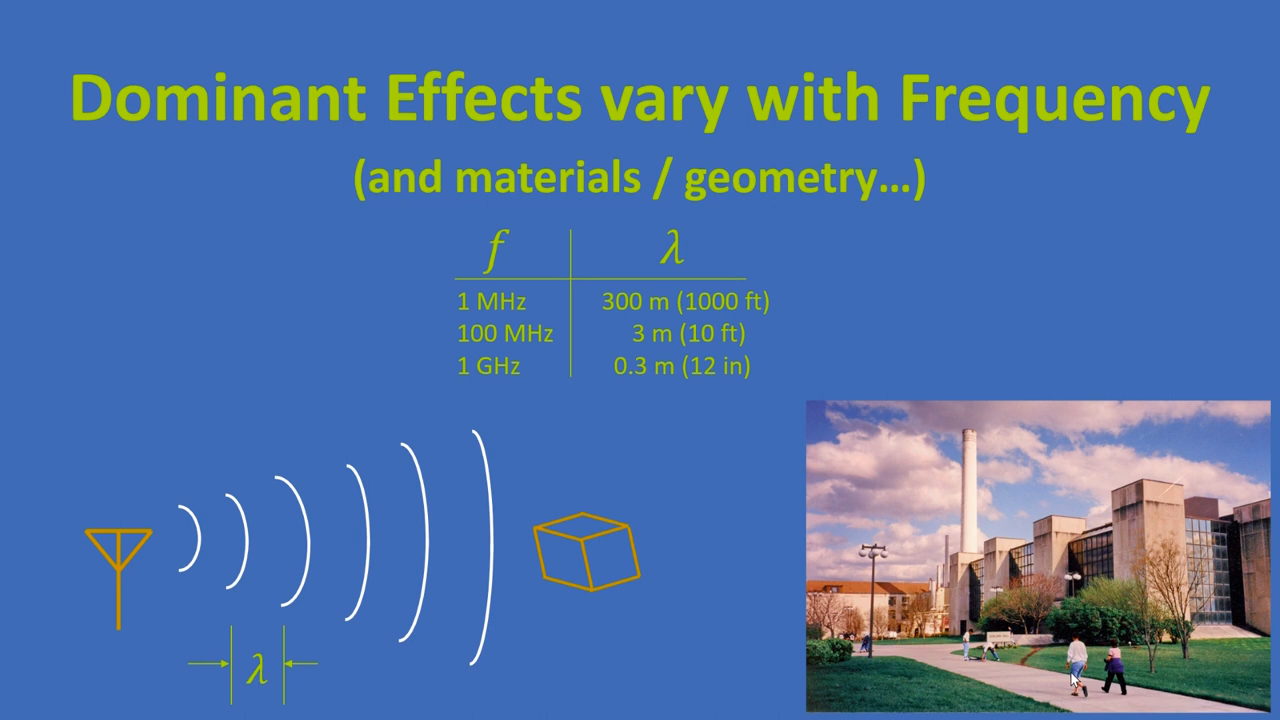 Dominant Effects vary with Frequency
(and materials / geometry…)
f λ
1 MHz 300 m (1000 ft)
100 MHz 3 m (10 ft)
1 GHz 0.3 m (12 in)
λ